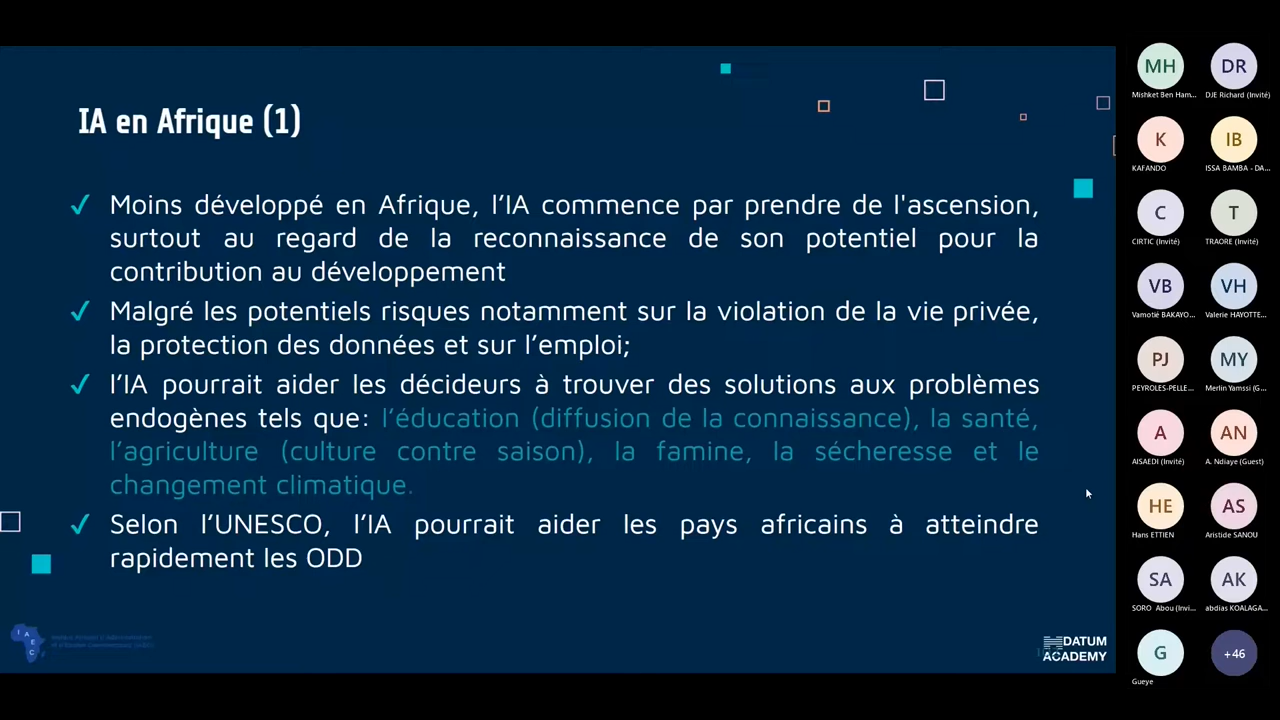 IA en Afrique (1)
✓ Moins développé en Afrique, l’IA commence par prendre de l'ascension,
surtout au regard de la reconnaissance de son potentiel pour la
contribution au développement
✓ Malgré les potentiels risques notamment sur la violation de la vie privée,
la protection des données et sur l’emploi;
✓ l’IA pourrait aider les décideurs à trouver des solutions aux problèmes
endogènes tels que: l’éducation (diffusion de la connaissance), la santé,
l’agriculture (culture contre saison), la famine, la sécheresse et le
changement climatique.
✓ Selon l’UNESCO, l’IA pourrait aider les pays africains à atteindre
rapidement les ODD
I A E C
DATUM
ACADEMY
MH DR
Mishket Ben Ham... DJE Richard (Invité)
K IB
KAFANDO ISSA BAMBA - DA...
C T
CIRTIC (Invité) TRAORE (Invité)
VB VH
Vamotié BAKAYO... Valerie HAYOTTE...
PJ MY
PEYROLES-PELLE... Merlin Yamssi (G...
A AN
AISAEDI (Invité) A. Ndiaye (Guest)
HE AS
Hans ETTIEN Aristide SANOU
SA AK
SORO Abou (Invi... abdias KOALAGA...
G +46
Gueye